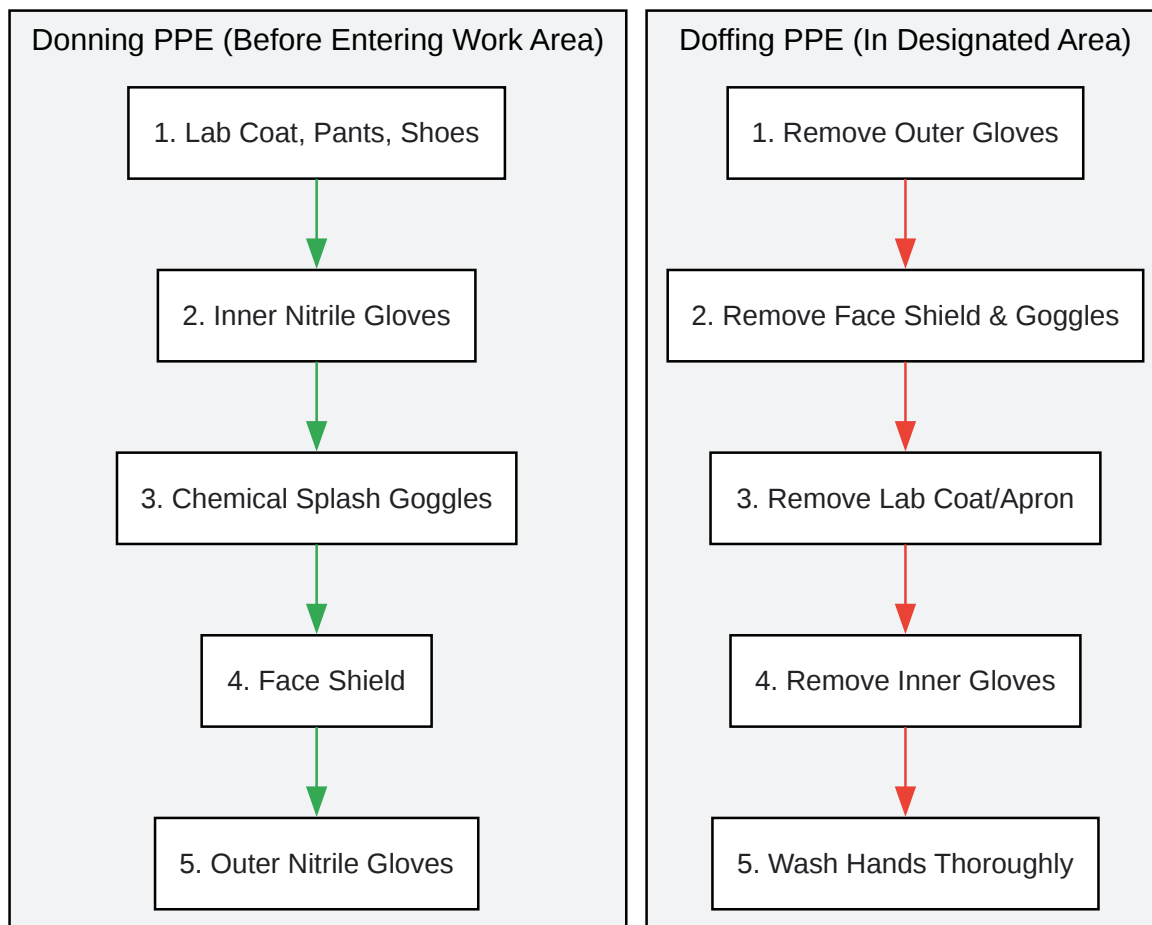 Donning PPE (Before Entering Work Area)
1. Lab Coat, Pants, Shoes
2. Inner Nitrile Gloves
3. Chemical Splash Goggles
4. Face Shield
5. Outer Nitrile Gloves
Doffing PPE (In Designated Area)
1. Remove Outer Gloves
2. Remove Face Shield & Goggles
3. Remove Lab Coat/Apron
4. Remove Inner Gloves
5. Wash Hands Thoroughly